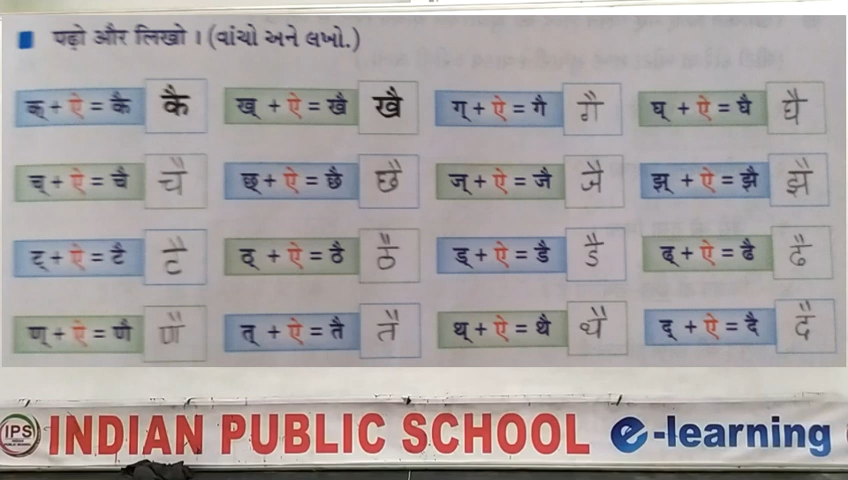 पढ़ो और लिखो । (વાંચો અને લખો.)
क् + ऐ = कै कै ख् + ऐ = खै खै ग् + ऐ = गै गै घ् + ऐ = घै घै
च् + ऐ = चै चै छ् + ऐ = छै छै ज् + ऐ = जै जै झ् + ऐ = झै झै
ट् + ऐ = टै टै ठ् + ऐ = ठै ठै ड् + ऐ = डै डै ढ् + ऐ = ढै ढै
ण् + ऐ = णै णै त् + ऐ = तै तै थ् + ऐ = थै थै द् + ऐ = दै दै
IPS INDIAN PUBLIC SCHOOL e-learning